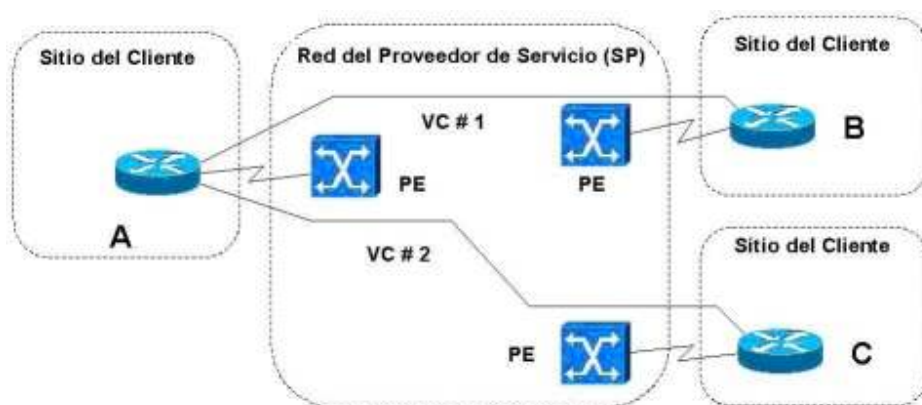 Sitio del Cliente
Red del Proveedor de Servicio (SP)
Sitio del Cliente
VC # 1
B
PE
PE
A
VC # 2
Sitio del Cliente
PE
C